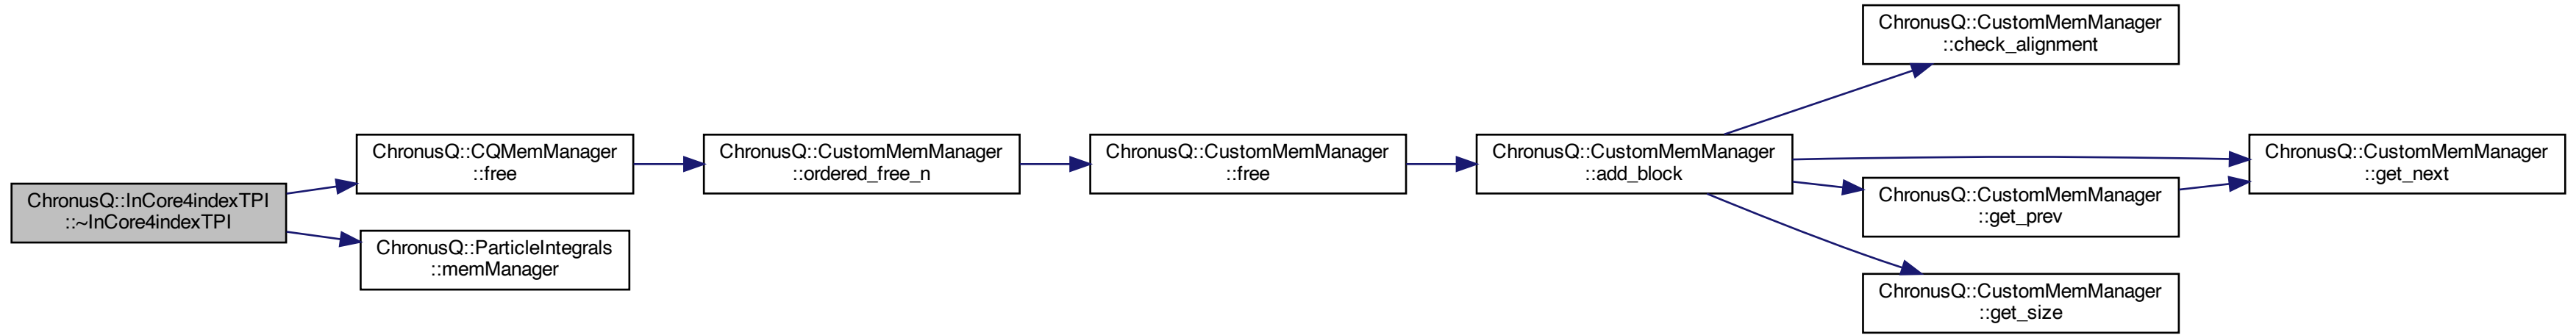 ChronusQ::InCore4indexTPI
::~InCore4indexTPI
ChronusQ::CQMemManager
::free
ChronusQ::ParticleIntegrals
::memManager
ChronusQ::CustomMemManager
::ordered_free_n
ChronusQ::CustomMemManager
::free
ChronusQ::CustomMemManager
::add_block
ChronusQ::CustomMemManager
::check_alignment
ChronusQ::CustomMemManager
::get_prev
ChronusQ::CustomMemManager
::get_size
ChronusQ::CustomMemManager
::get_next